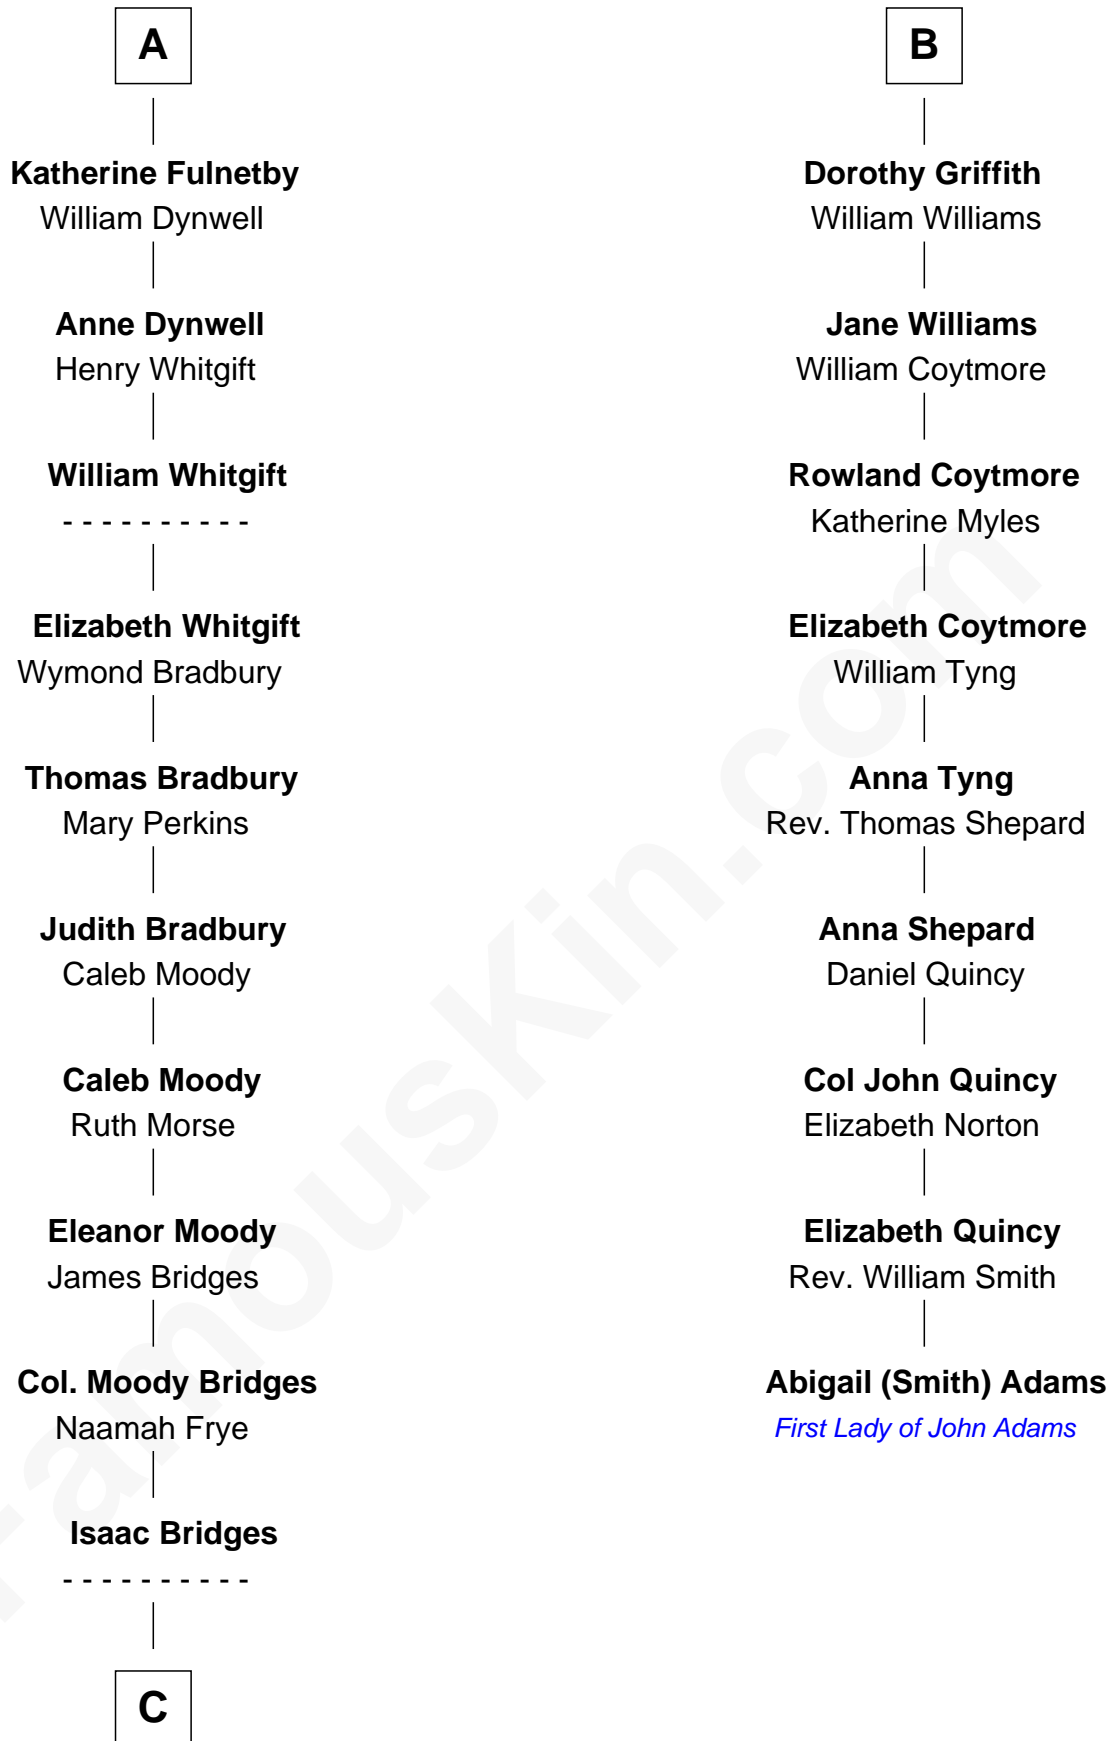 A
Katherine Fulnetby
William Dynwell
Anne Dynwell
Henry Whitgift
William Whitgift
- - - - - - - - - -
Elizabeth Whitgift
Wymond Bradbury
Thomas Bradbury
Mary Perkins
Judith Bradbury
Caleb Moody
Caleb Moody
Ruth Morse
Eleanor Moody
James Bridges
Col. Moody Bridges
Naamah Frye
Isaac Bridges
- - - - - - - - - -
C
B
Dorothy Griffith
William Williams
Jane Williams
William Coytmore
Rowland Coytmore
Katherine Myles
Elizabeth Coytmore
William Tyng
Anna Tyng
Rev. Thomas Shepard
Anna Shepard
Daniel Quincy
Col John Quincy
Elizabeth Norton
Elizabeth Quincy
Rev. William Smith
Abigail (Smith) Adams
First Lady of John Adams
FamousKin.com